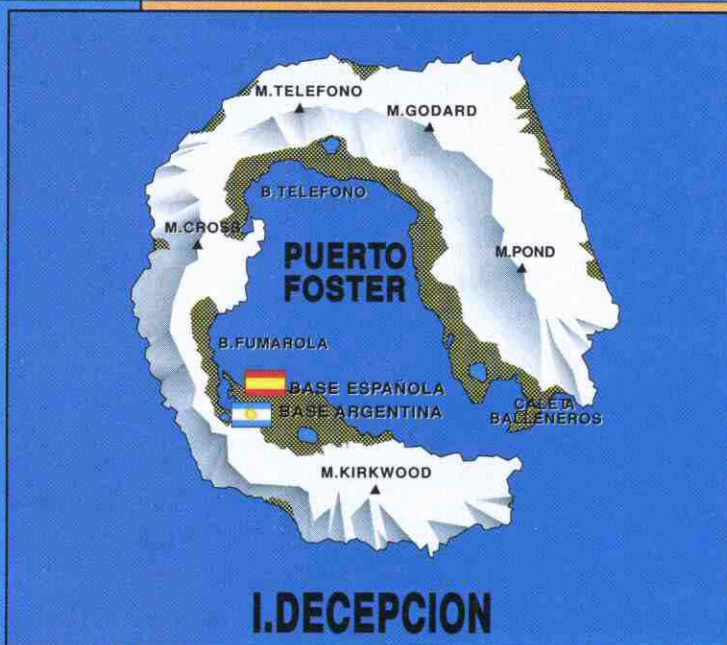 M.TELEFONO
M.GODARD
B.TELEFONO
M.CROSS
PUERTO
FOSTER
M.POND
B.FUMAROLA
BASE ESPAÑOLA
BASE ARGENTINA
CALETA
BALLENEROS
M.KIRKWOOD
I.DECEPCION